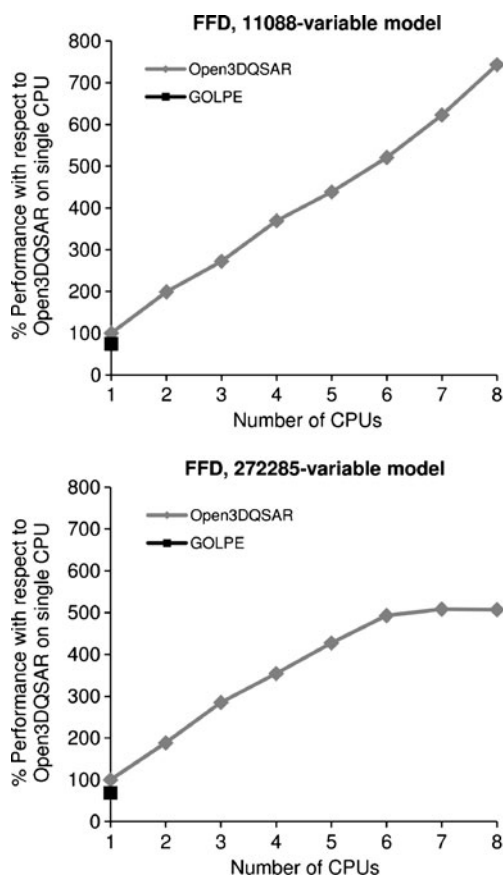 FFD, 11088-variable model
% Performance with respect to
Open3DQSAR on single CPU
800
700
600
500
400
300
200
100
0
Open3DQSAR
GOLPE
1 2 3 4 5 6 7 8
Number of CPUs
FFD, 272285-variable model
% Performance with respect to
Open3DQSAR on single CPU
800
700
600
500
400
300
200
100
0
Open3DQSAR
GOLPE
1 2 3 4 5 6 7 8
Number of CPUs